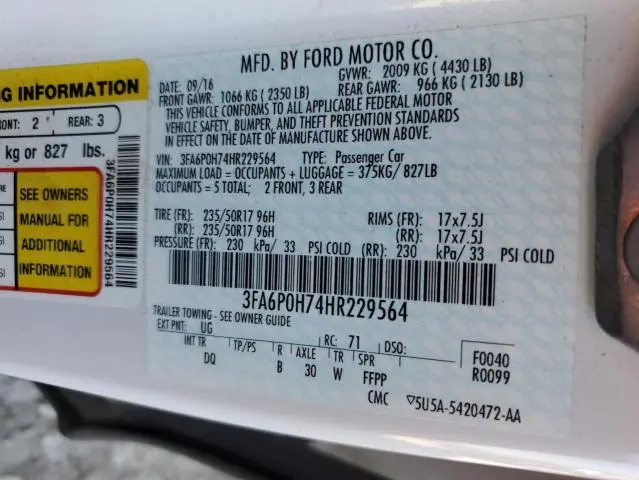 NG INFORMATION
RONT: 2 REAR: 3
kg or 827 lbs.
SEE OWNERS
MANUAL FOR
ADDITIONAL
INFORMATION
3FA6P0H74HR229564
MFD. BY FORD MOTOR CO.
DATE: 09/16 GVWR: 2009 KG ( 4430 LB)
FRONT GAWR: 1066 KG ( 2350 LB) REAR GAWR: 966 KG ( 2130 LB)
THIS VEHICLE CONFORMS TO ALL APPLICABLE FEDERAL MOTOR
VEHICLE SAFETY, BUMPER, AND THEFT PREVENTION STANDARDS
IN EFFECT ON THE DATE OF MANUFACTURE SHOWN ABOVE.
VIN: 3FA6P0H74HR229564 TYPE: Passenger Car
MAXIMUM LOAD = OCCUPANTS + LUGGAGE = 375KG/ 827LB
OCCUPANTS = 5 TOTAL; 2 FRONT, 3 REAR
TIRE (FR): 235/50R17 96H RIMS (FR): 17x7.5J
(RR): 235/50R17 96H (RR): 17x7.5J
PRESSURE (FR): 230 kPa/ 33 PSI COLD (RR): 230 kPa/ 33 PSI COLD
3FA6P0H74HR229564
TRAILER TOWING - SEE OWNER GUIDE
EXT PNT: UG RC: 71 DSO:
INT TR TP/PS R AXLE TR SPR
DQ B 30 W FFPP
F0040
R0099
CMC ▽5U5A-5420472-AA